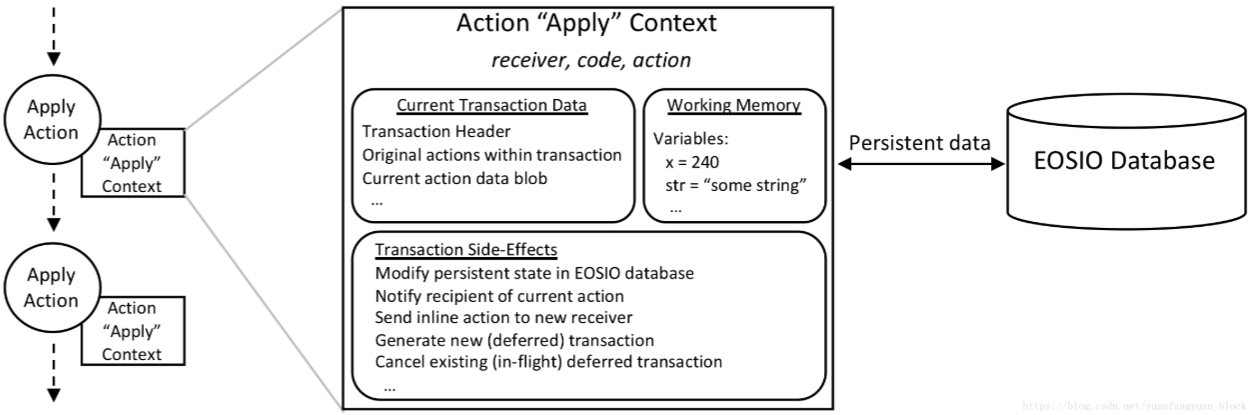 Apply
Action
Action
“Apply”
Context
Apply
Action
Action
“Apply”
Context
Action “Apply” Context
receiver, code, action
Current Transaction Data
Transaction Header
Original actions within transaction
Current action data blob
...
Working Memory
Variables:
x = 240
str = “some string”
...
Transaction Side-Effects
Modify persistent state in EOSIO database
Notify recipient of current action
Send inline action to new receiver
Generate new (deferred) transaction
Cancel existing (in-flight) deferred transaction
...
Persistent data
EOSIO Database
https://blog.csdn.net/yuanfangyuan_block